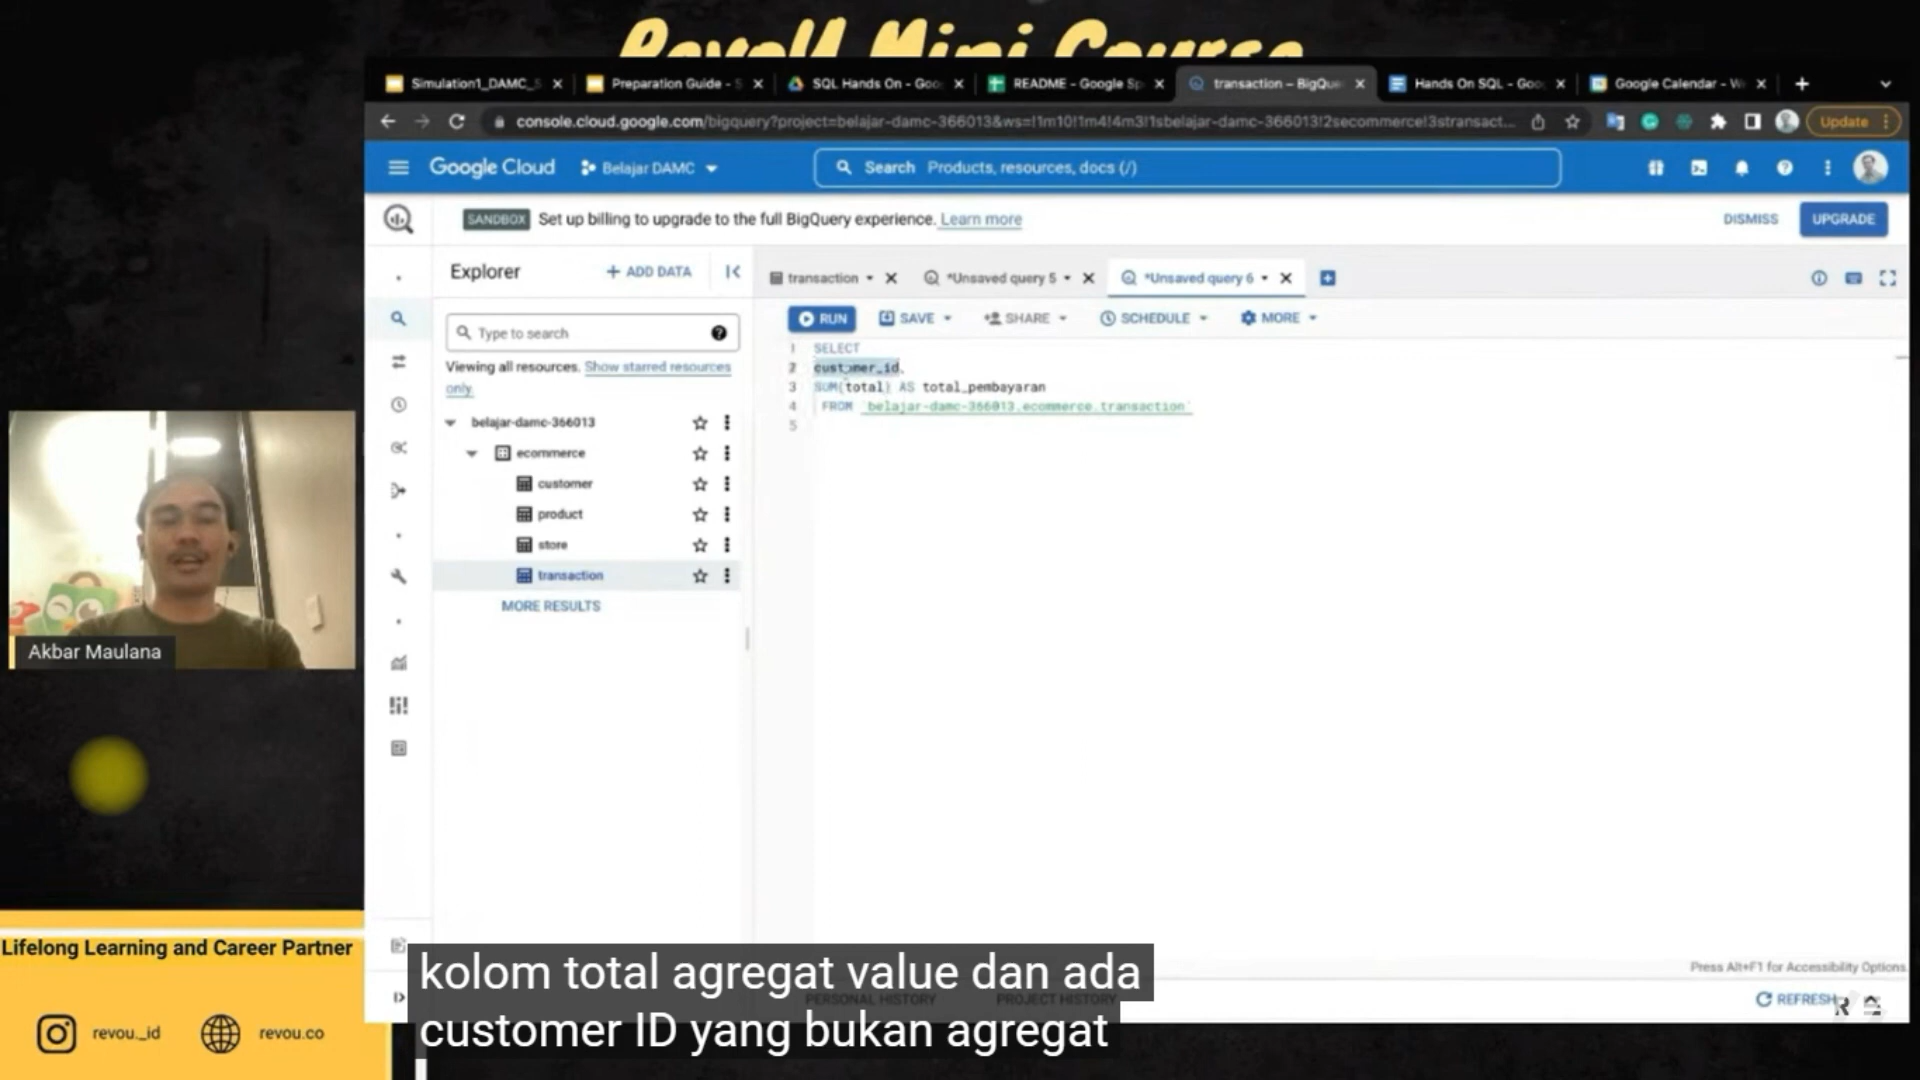 RevoU Mini Course
Simulation1_DAMC_S
Preparation Guide - S
SQL Hands On - Goo
README - Google Sp
transaction – BigQue
Hands On SQL - Goo
Google Calendar - W
console.cloud.google.com/bigquery?project=belajar-damc-366013&ws=!1m10!1m4!4m3!1sbelajar-damc-366013!2secommerce!3stransact...
Update
Google Cloud
Belajar DAMC
Search Products, resources, docs (/)
SANDBOX Set up billing to upgrade to the full BigQuery experience. Learn more
DISMISS
UPGRADE
Explorer
+ ADD DATA
transaction
*Unsaved query 5
*Unsaved query 6
RUN
SAVE
SHARE
SCHEDULE
MORE
Type to search
Viewing all resources. Show starred resources
only.
belajar-damc-366013
ecommerce
customer
product
store
transaction
MORE RESULTS
1 SELECT
2 customer_id,
3 SUM(total) AS total_pembayaran
4 FROM `belajar-damc-366013.ecommerce.transaction`
5
Akbar Maulana
Lifelong Learning and Career Partner
revou_id
revou.co
Press Alt+F1 for Accessibility Options.
PERSONAL HISTORY
PROJECT HISTORY
REFRESH
kolom total agregat value dan ada
customer ID yang bukan agregat